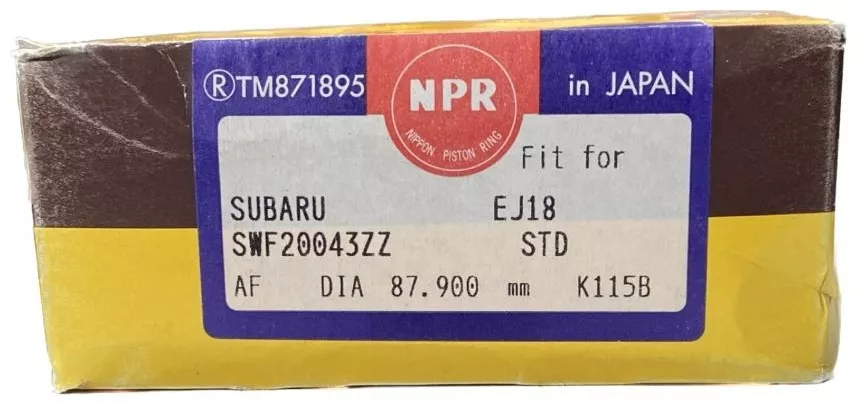 ®TM871895 NPR in JAPAN
NIPPON PISTON RING
Fit for
SUBARU EJ18
SWF20043ZZ STD
AF DIA 87.900 mm K115B